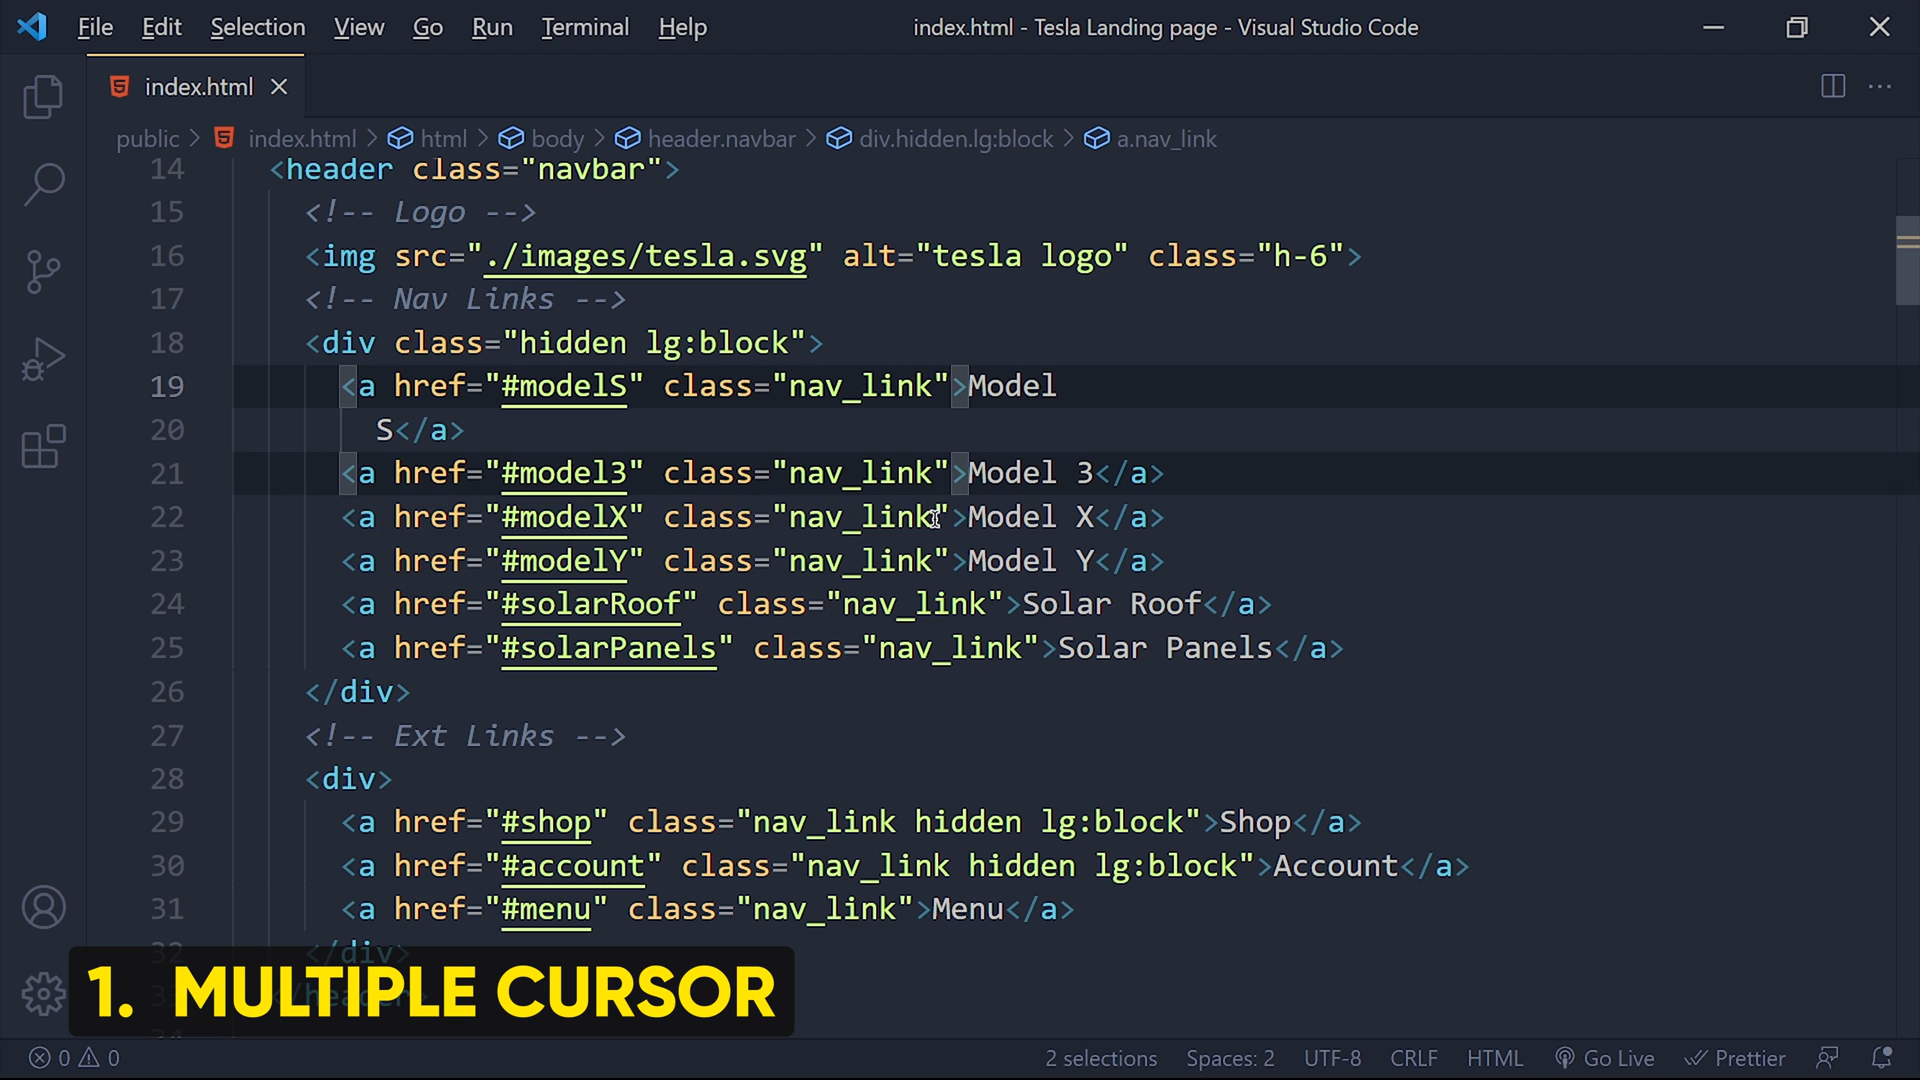 File Edit Selection View Go Run Terminal Help index.html - Tesla Landing page - Visual Studio Code
index.html
public > index.html > html > body > header.navbar > div.hidden.lg:block > a.nav_link
14 <header class="navbar">
15 <!-- Logo -->
16 <img src="./images/tesla.svg" alt="tesla logo" class="h-6">
17 <!-- Nav Links -->
18 <div class="hidden lg:block">
19 <a href="#modelS" class="nav_link">Model
20 S</a>
21 <a href="#model3" class="nav_link">Model 3</a>
22 <a href="#modelX" class="nav_link">Model X</a>
23 <a href="#modelY" class="nav_link">Model Y</a>
24 <a href="#solarRoof" class="nav_link">Solar Roof</a>
25 <a href="#solarPanels" class="nav_link">Solar Panels</a>
26 </div>
27 <!-- Ext Links -->
28 <div>
29 <a href="#shop" class="nav_link hidden lg:block">Shop</a>
30 <a href="#account" class="nav_link hidden lg:block">Account</a>
31 <a href="#menu" class="nav_link">Menu</a>
32 </div>
1. MULTIPLE CURSOR
0 0 2 selections Spaces: 2 UTF-8 CRLF HTML Go Live Prettier